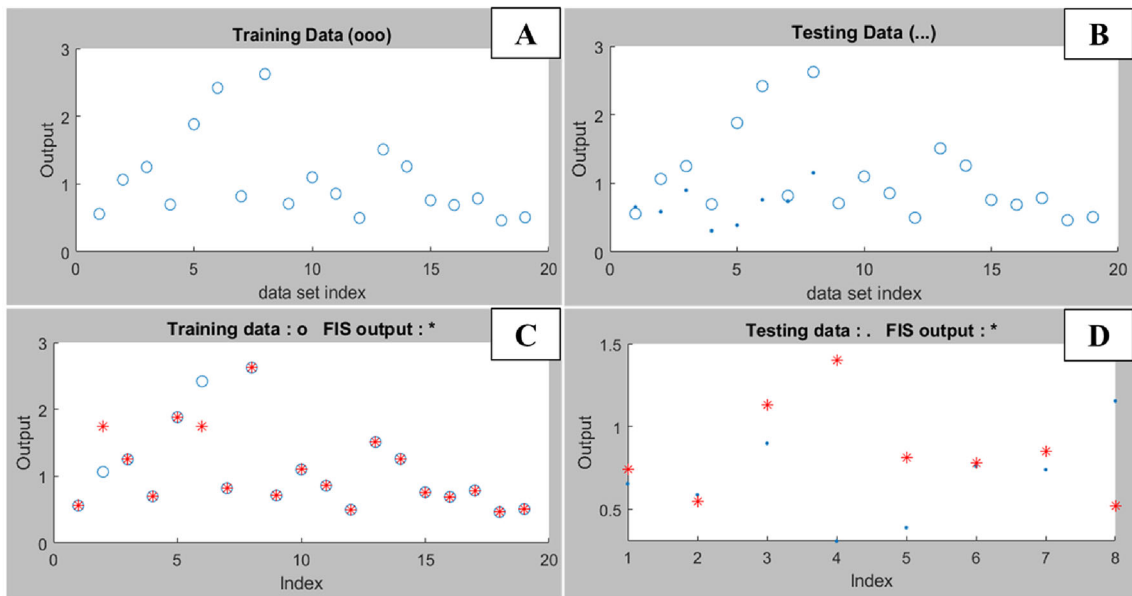 Training Data (ooo)
A
3
2
1
0
Output
0
5
10
15
20
data set index
Testing Data (...)
B
3
2
1
0
Output
0
5
10
15
20
data set index
Training data : o FIS output : *
C
3
2
1
0
Output
0
5
10
15
20
Index
Testing data : . FIS output : *
D
1.5
1
0.5
Output
1
2
3
4
5
6
7
8
Index